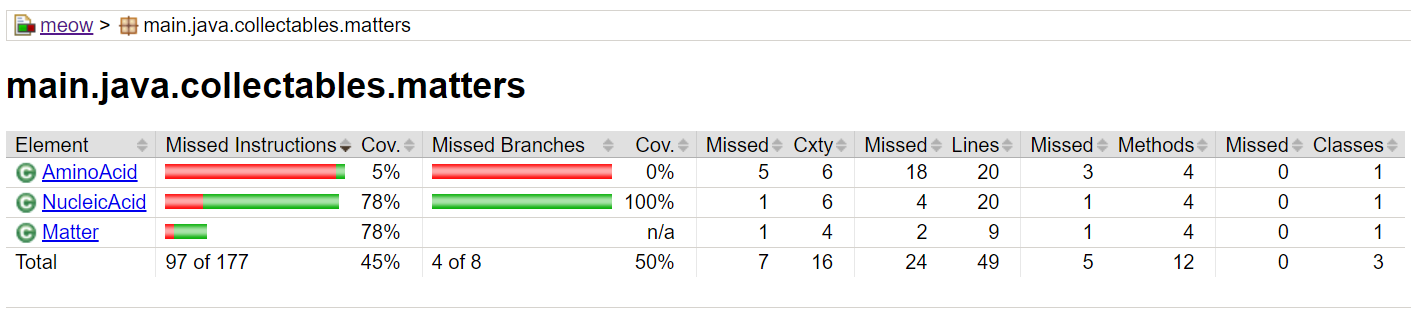 meow > main.java.collectables.matters
main.java.collectables.matters
Element Missed Instructions Cov. Missed Branches Cov. Missed Cxty Missed Lines Missed Methods Missed Classes
C AminoAcid 5% 0% 5 6 18 20 3 4 0 1
C NucleicAcid 78% 100% 1 6 4 20 1 4 0 1
C Matter 78% n/a 1 4 2 9 1 4 0 1
Total 97 of 177 45% 4 of 8 50% 7 16 24 49 5 12 0 3